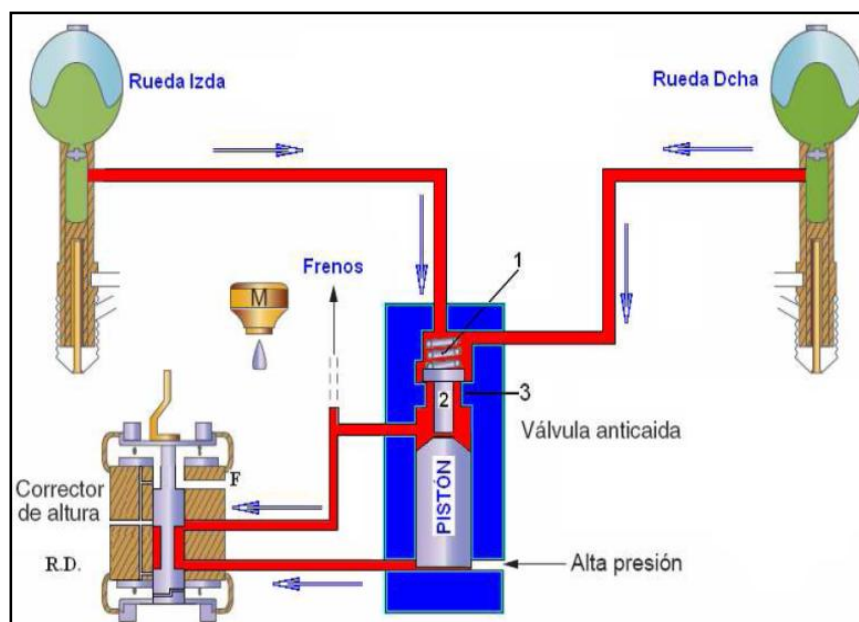 Rueda Izda
Rueda Dcha
1
Frenos
M
2
3
Válvula anticaida
Corrector
de altura
F
PISTÓN
R.D.
Alta presión